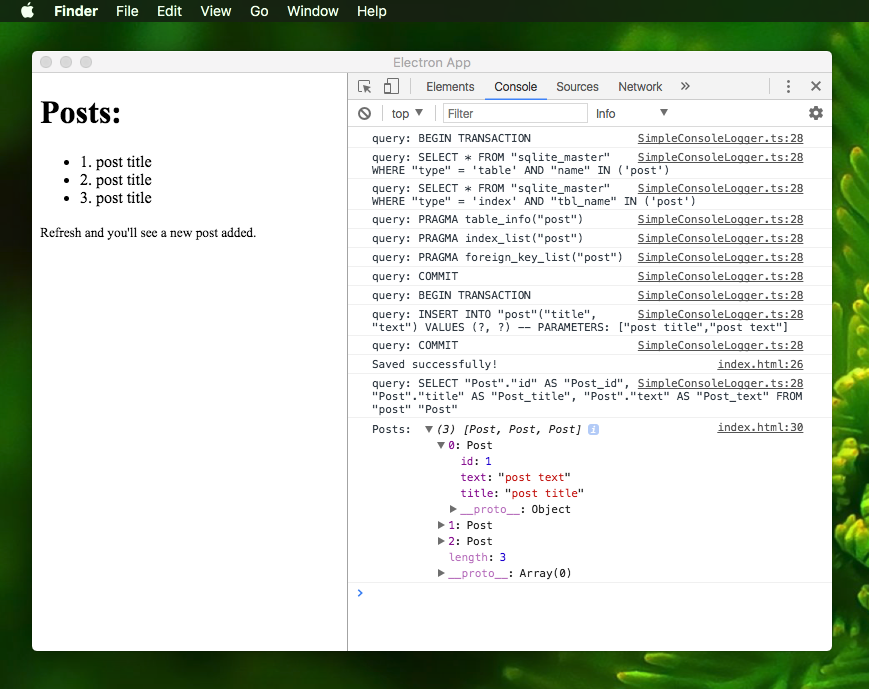 Finder File Edit View Go Window Help
Electron App
Posts:
1. post title
2. post title
3. post title
Refresh and you'll see a new post added.
Elements Console Sources Network »
top ▼ Filter Info ▼
query: BEGIN TRANSACTION SimpleConsoleLogger.ts:28
query: SELECT * FROM "sqlite_master" SimpleConsoleLogger.ts:28
WHERE "type" = 'table' AND "name" IN ('post')
query: SELECT * FROM "sqlite_master" SimpleConsoleLogger.ts:28
WHERE "type" = 'index' AND "tbl_name" IN ('post')
query: PRAGMA table_info("post") SimpleConsoleLogger.ts:28
query: PRAGMA index_list("post") SimpleConsoleLogger.ts:28
query: PRAGMA foreign_key_list("post") SimpleConsoleLogger.ts:28
query: COMMIT SimpleConsoleLogger.ts:28
query: BEGIN TRANSACTION SimpleConsoleLogger.ts:28
query: INSERT INTO "post"("title", SimpleConsoleLogger.ts:28
"text") VALUES (?, ?) -- PARAMETERS: ["post title","post text"]
query: COMMIT SimpleConsoleLogger.ts:28
Saved successfully! index.html:26
query: SELECT "Post"."id" AS "Post_id", SimpleConsoleLogger.ts:28
"Post"."title" AS "Post_title", "Post"."text" AS "Post_text" FROM
"post" "Post"
Posts: ▼(3) [Post, Post, Post] i index.html:30
▼0: Post
id: 1
text: "post text"
title: "post title"
▶__proto__: Object
▶1: Post
▶2: Post
length: 3
▶__proto__: Array(0)